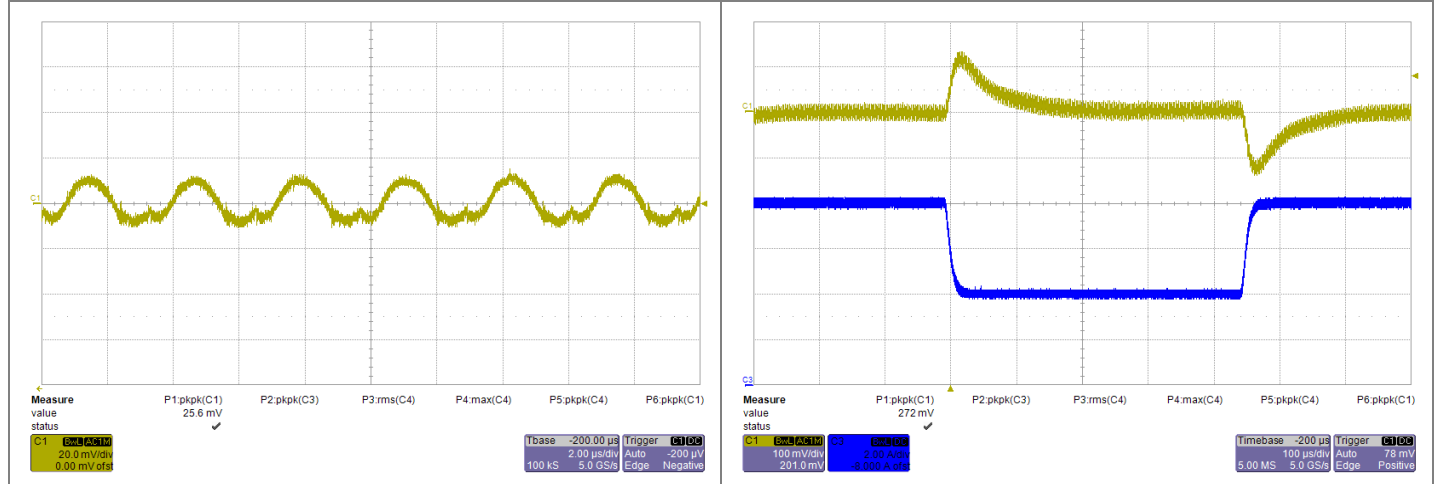 C1
Measure P1:pkpk(C1) P2:pkpk(C3) P3:rms(C4) P4:max(C4) P5:pkpk(C4) P6:pkpk(C1)
value 25.6 mV
status ✓
C1 BwL AC1M
20.0 mV/div
0.00 mV ofst
Tbase -200.00 µs
2.00 µs/div
100 kS 5.0 GS/s
Trigger C1 DC
Auto -200 µV
Edge Negative
C1
C3
Measure P1:pkpk(C1) P2:pkpk(C3) P3:rms(C4) P4:max(C4) P5:pkpk(C4) P6:pkpk(C1)
value 272 mV
status ✓
C1 BwL AC1M
100 mV/div
201.0 mV
C3
2.00 A/div
Timebase -200 µs
100 µs/div
5.00 MS 5.0 GS/s
Trigger C1 DC
Auto 78 mV
Edge Positive